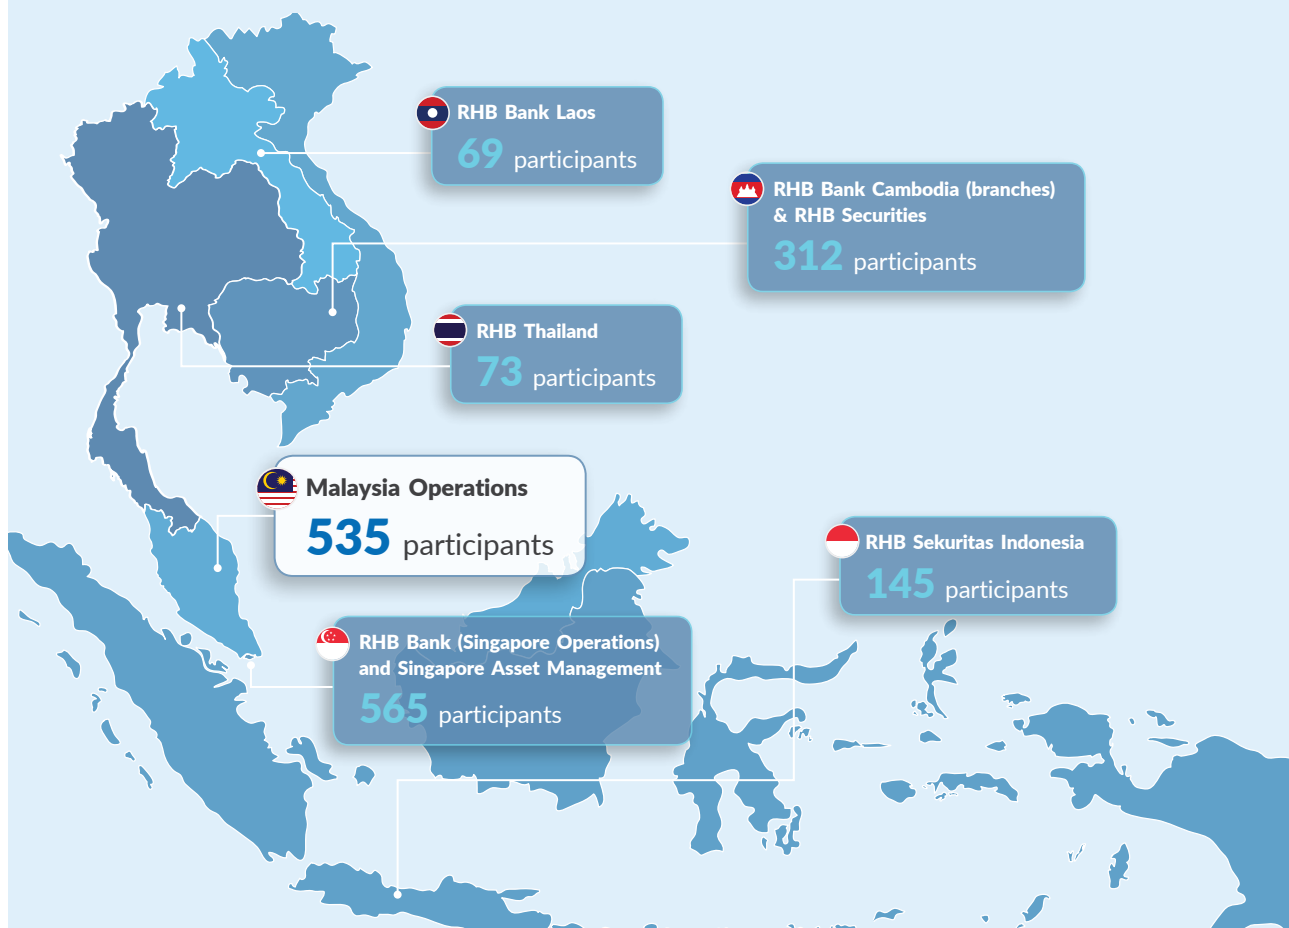 RHB Bank Laos
69 participants
RHB Bank Cambodia (branches)
& RHB Securities
312 participants
RHB Thailand
73 participants
Malaysia Operations
535 participants
RHB Sekuritas Indonesia
145 participants
RHB Bank (Singapore Operations)
and Singapore Asset Management
565 participants